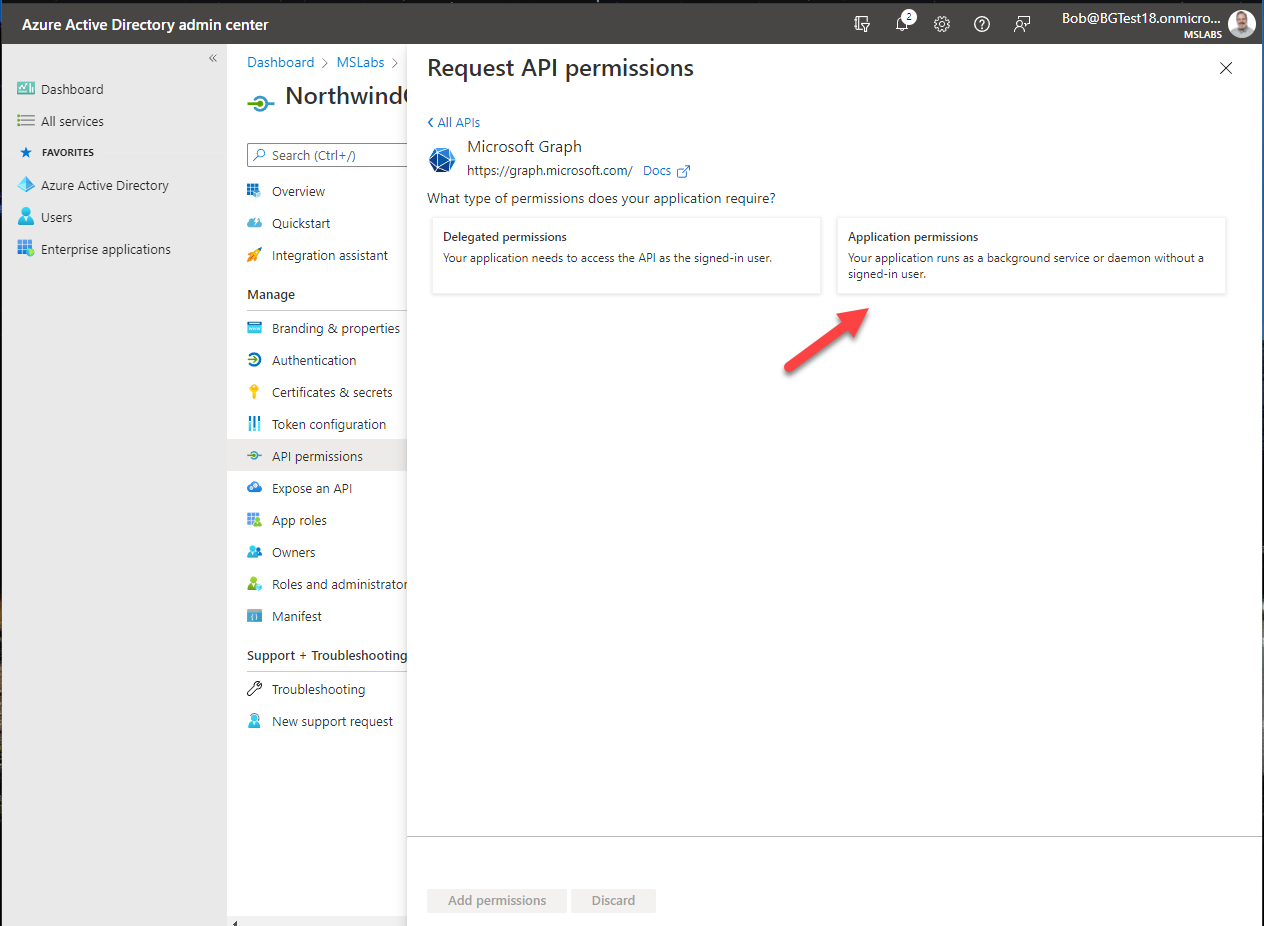 Azure Active Directory admin center
2
Bob@BGTest18.onmicro...
MSLABS
«
Dashboard
All services
FAVORITES
Azure Active Directory
Users
Enterprise applications
Dashboard > MSLabs >
Northwind
Search (Ctrl+/)
Overview
Quickstart
Integration assistant
Manage
Branding & properties
Authentication
Certificates & secrets
Token configuration
API permissions
Expose an API
App roles
Owners
Roles and administrator
Manifest
Support + Troubleshooting
Troubleshooting
New support request
Request API permissions
All APIs
Microsoft Graph
https://graph.microsoft.com/ Docs
What type of permissions does your application require?
Delegated permissions
Your application needs to access the API as the signed-in user.
Application permissions
Your application runs as a background service or daemon without a
signed-in user.
Add permissions
Discard